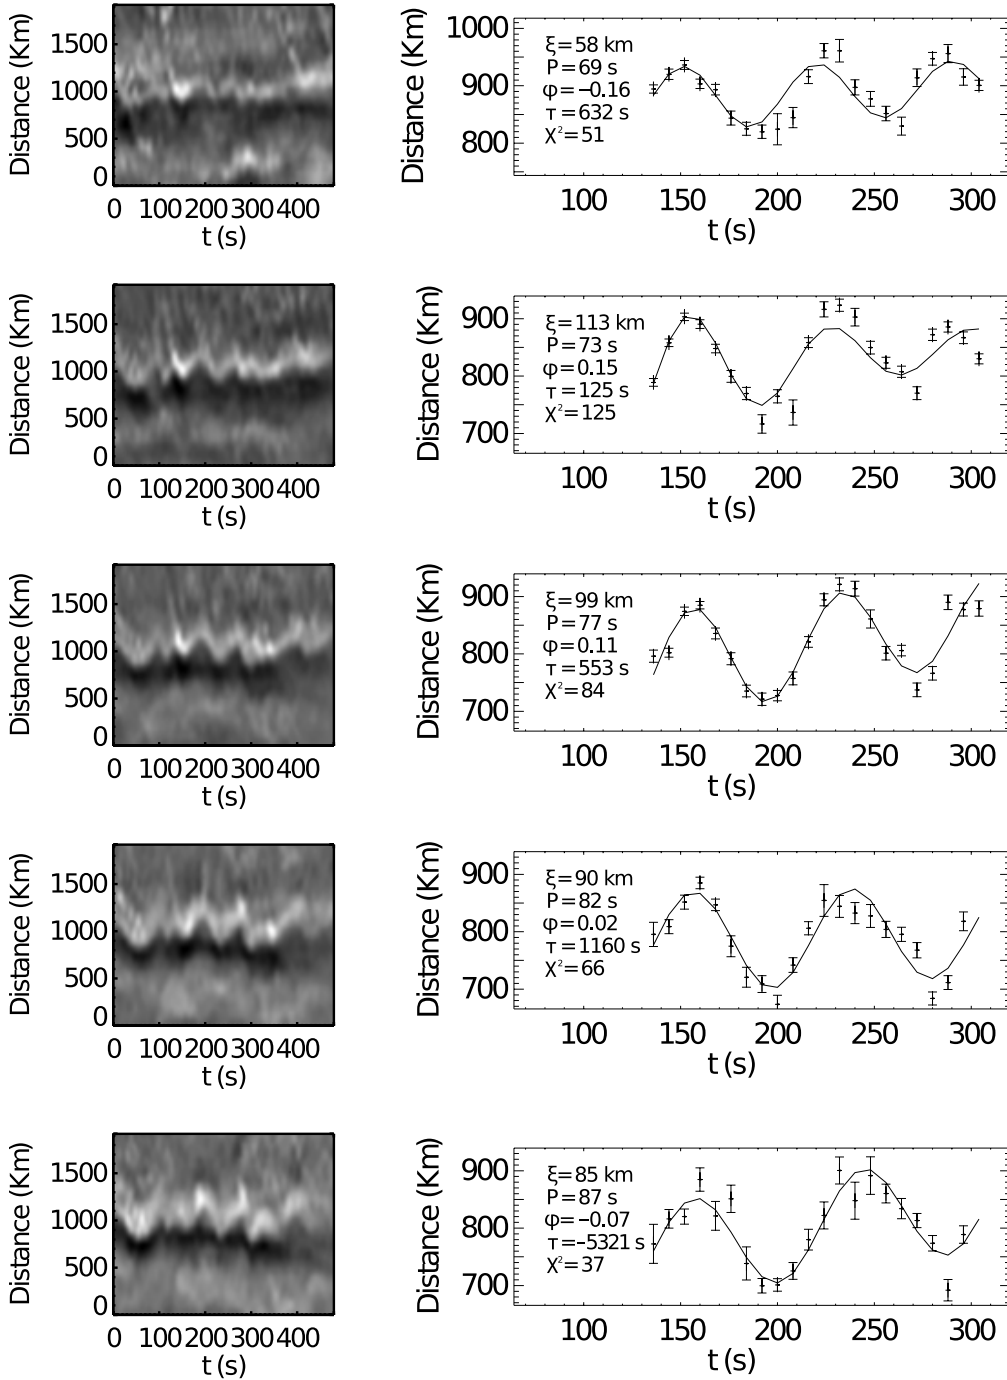 Distance (Km)
1500
1000
500
0
0 100 200 300 400
t (s)
Distance (Km)
1000
900
800
ξ = 58 km
P = 69 s
φ = −0.16
τ = 632 s
χ² = 51
100 150 200 250 300
t (s)
Distance (Km)
1500
1000
500
0
0 100 200 300 400
t (s)
Distance (Km)
900
800
700
ξ = 113 km
P = 73 s
φ = 0.15
τ = 125 s
χ² = 125
100 150 200 250 300
t (s)
Distance (Km)
1500
1000
500
0
0 100 200 300 400
t (s)
Distance (Km)
900
800
700
ξ = 99 km
P = 77 s
φ = 0.11
τ = 553 s
χ² = 84
100 150 200 250 300
t (s)
Distance (Km)
1500
1000
500
0
0 100 200 300 400
t (s)
Distance (Km)
900
800
700
ξ = 90 km
P = 82 s
φ = 0.02
τ = 1160 s
χ² = 66
100 150 200 250 300
t (s)
Distance (Km)
1500
1000
500
0
0 100 200 300 400
t (s)
Distance (Km)
900
800
700
ξ = 85 km
P = 87 s
φ = −0.07
τ = −5321 s
χ² = 37
100 150 200 250 300
t (s)